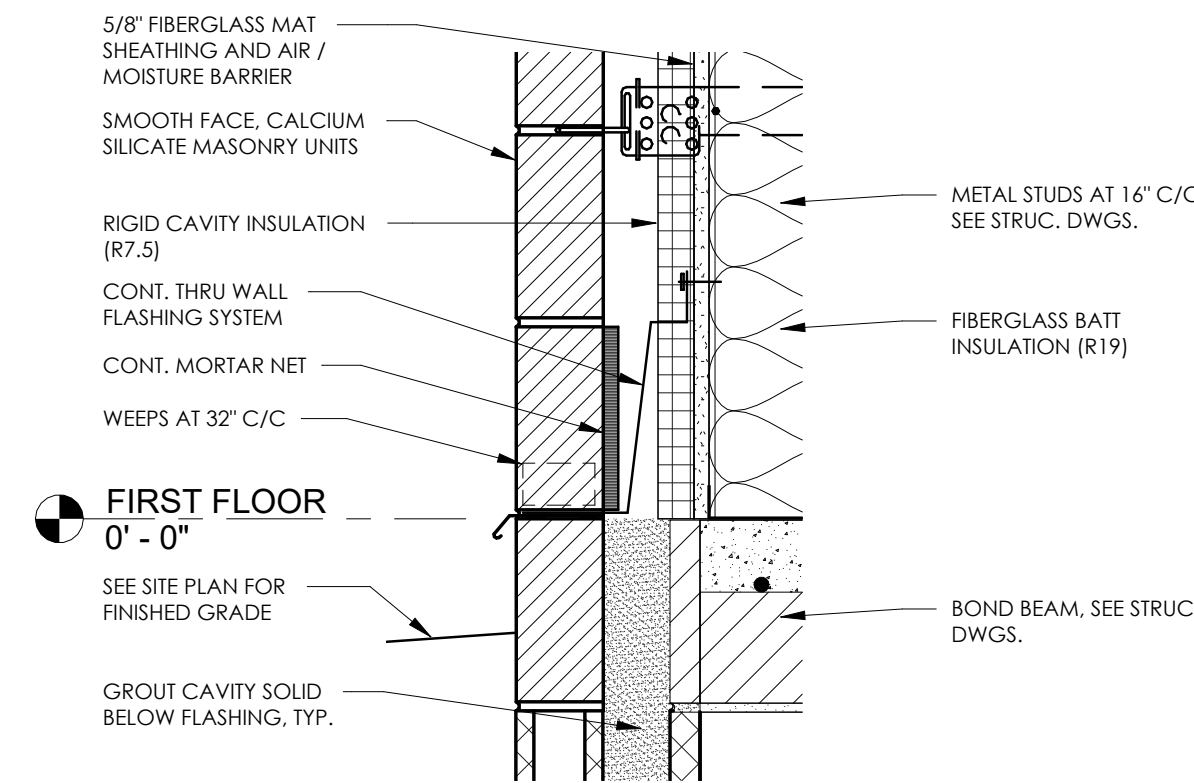 5/8" FIBERGLASS MAT
SHEATHING AND AIR /
MOISTURE BARRIER
SMOOTH FACE, CALCIUM
SILICATE MASONRY UNITS
RIGID CAVITY INSULATION
(R7.5)
CONT. THRU WALL
FLASHING SYSTEM
CONT. MORTAR NET
WEEPS AT 32" C/C
FIRST FLOOR
0' - 0"
SEE SITE PLAN FOR
FINISHED GRADE
GROUT CAVITY SOLID
BELOW FLASHING, TYP.
METAL STUDS AT 16" C/C
SEE STRUC. DWGS.
FIBERGLASS BATT
INSULATION (R19)
BOND BEAM, SEE STRUC
DWGS.